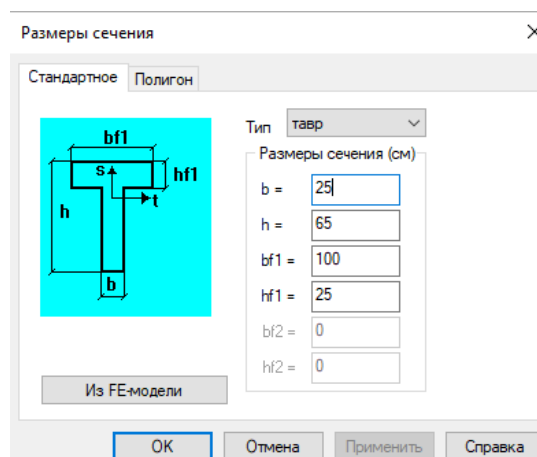 Размеры сечения
Стандартное Полигон
Тип тавр
Размеры сечения (см)
bf1
s
hf1
t
h
b
b = 25
h = 65
bf1 = 100
hf1 = 25
bf2 = 0
hf2 = 0
Из FE-модели
OK Отмена Применить Справка